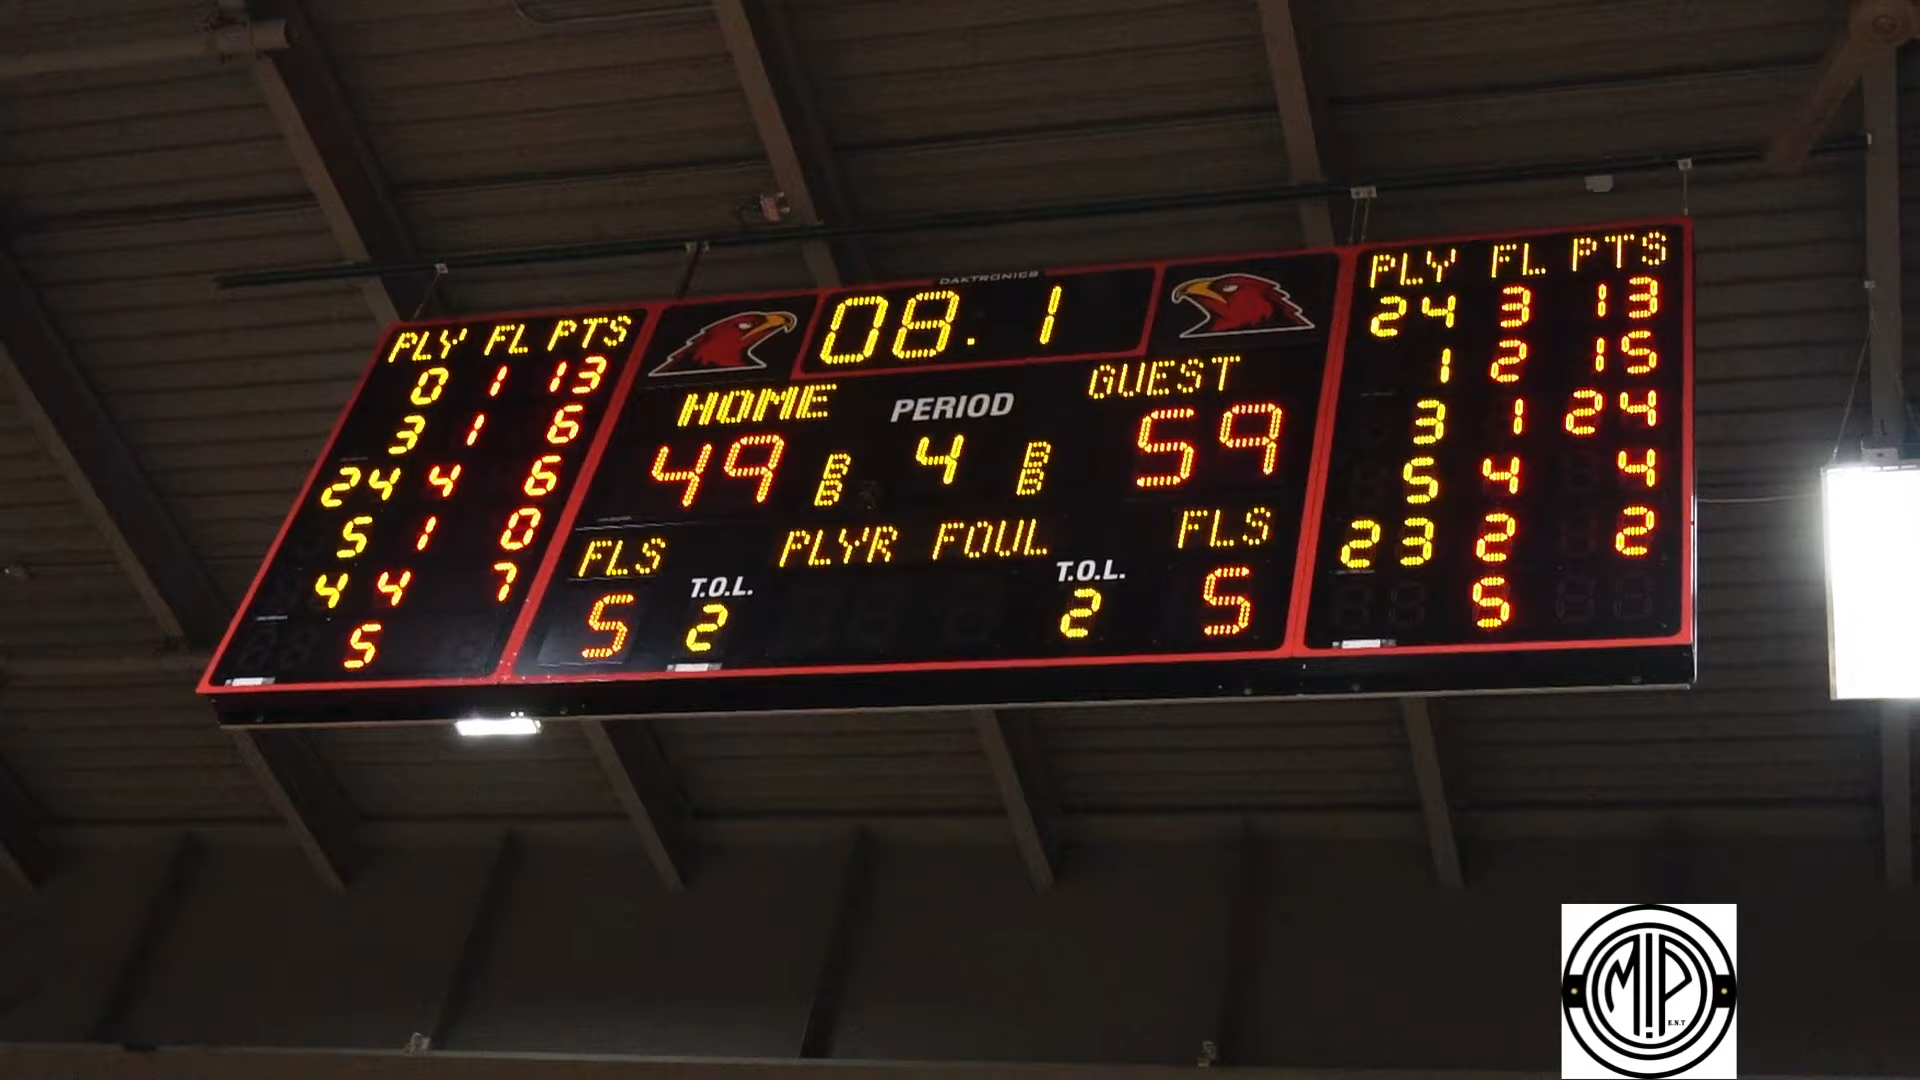 DAKTRONICS
08.1
HOME PERIOD GUEST
49 B B 4 B B 59
FLS PLYR FOUL FLS
T.O.L. T.O.L.
5 2 2 5
PLY FL PTS
0 1 13
3 1 6
24 4 6
5 1 0
4 4 7
5
PLY FL PTS
24 3 13
1 2 15
3 1 24
5 4 4
23 2 2
5
M!P
E.N.T